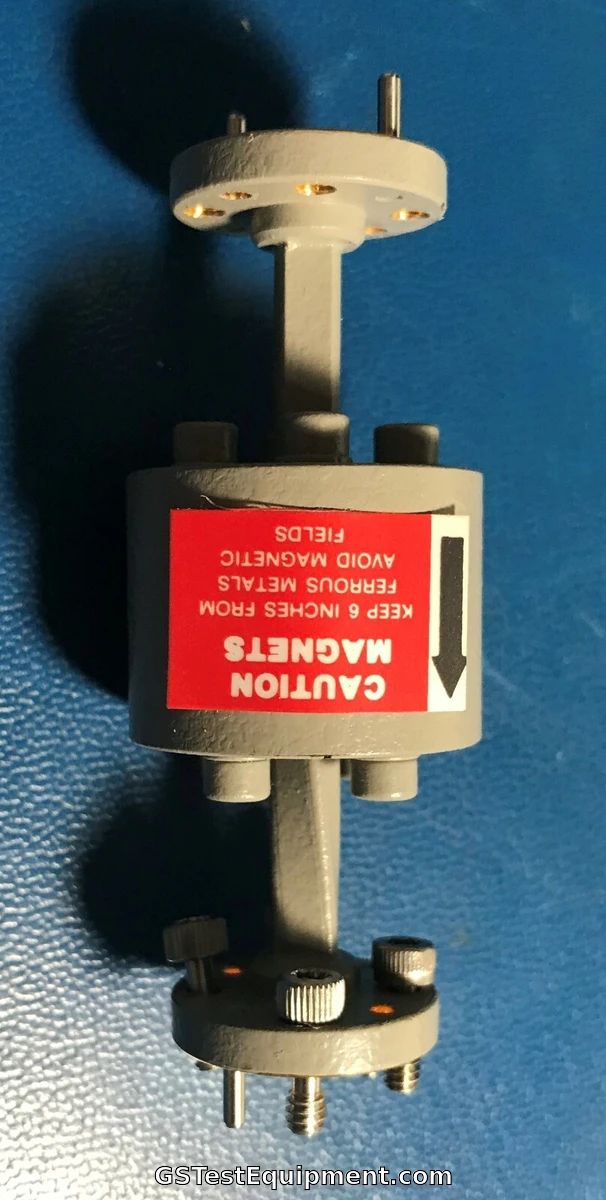 CAUTION
MAGNETS
KEEP 6 INCHES FROM
FERROUS METALS
AVOID MAGNETIC
FIELDS
GSTestEquipment.com